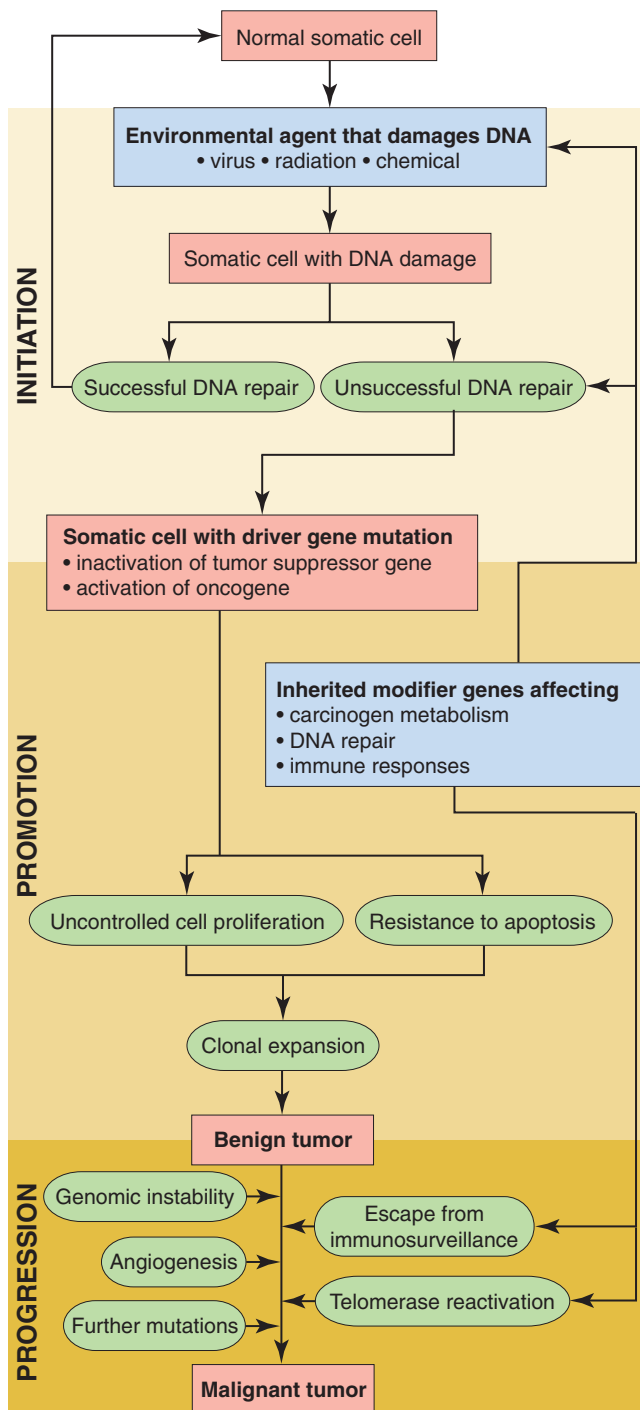 Normal somatic cell
Environmental agent that damages DNA
• virus • radiation • chemical
Somatic cell with DNA damage
INITIATION
Successful DNA repair
Unsuccessful DNA repair
Somatic cell with driver gene mutation
• inactivation of tumor suppressor gene
• activation of oncogene
Inherited modifier genes affecting
• carcinogen metabolism
• DNA repair
• immune responses
PROMOTION
Uncontrolled cell proliferation
Resistance to apoptosis
Clonal expansion
Benign tumor
PROGRESSION
Genomic instability
Escape from
immunosurveillance
Angiogenesis
Telomerase reactivation
Further mutations
Malignant tumor